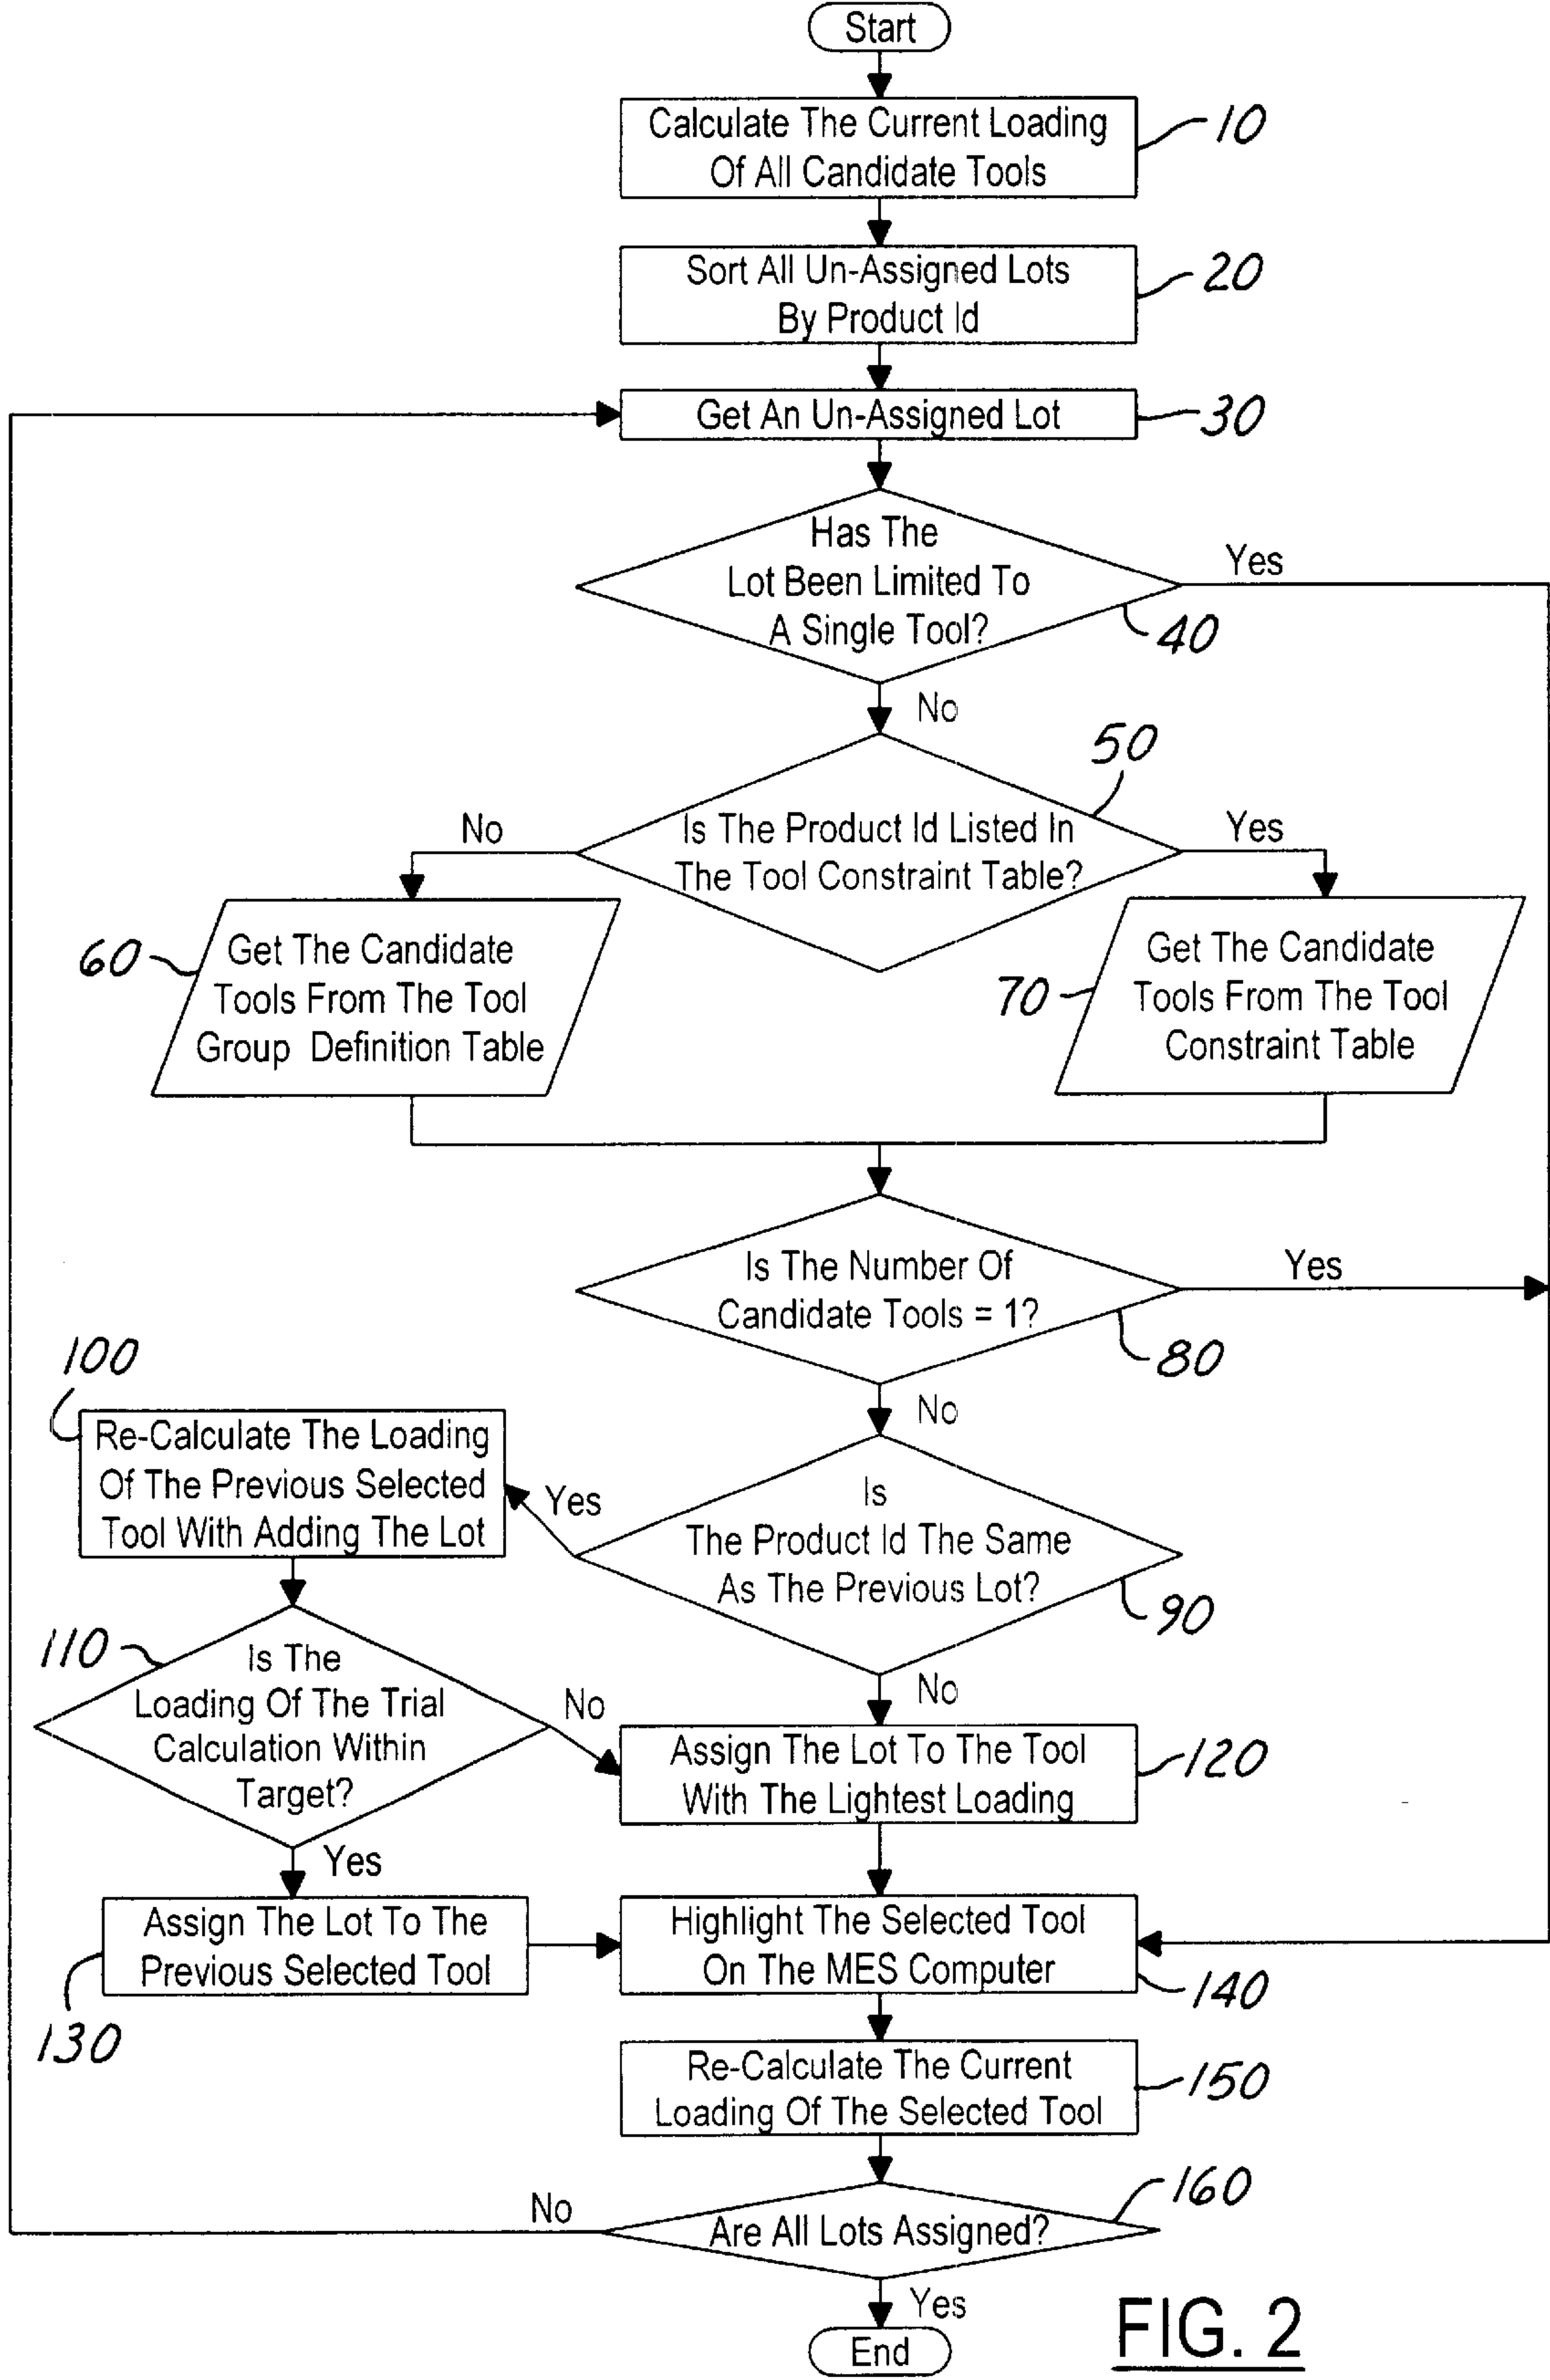 Start
Calculate The Current Loading
Of All Candidate Tools
10
Sort All Un-Assigned Lots
By Product Id
20
Get An Un-Assigned Lot
30
Has The
Lot Been Limited To
A Single Tool?
Yes
40
No
50
Is The Product Id Listed In
The Tool Constraint Table?
No
Yes
60
Get The Candidate
Tools From The Tool
Group Definition Table
70
Get The Candidate
Tools From The Tool
Constraint Table
Is The Number Of
Candidate Tools = 1?
Yes
80
No
100
Re-Calculate The Loading
Of The Previous Selected
Tool With Adding The Lot
Yes
Is
The Product Id The Same
As The Previous Lot?
90
No
110
Is The
Loading Of The Trial
Calculation Within
Target?
No
Yes
Assign The Lot To The Tool
With The Lightest Loading
120
Assign The Lot To The
Previous Selected Tool
130
Highlight The Selected Tool
On The MES Computer
140
Re-Calculate The Current
Loading Of The Selected Tool
150
Are All Lots Assigned?
160
No
Yes
End
FIG. 2